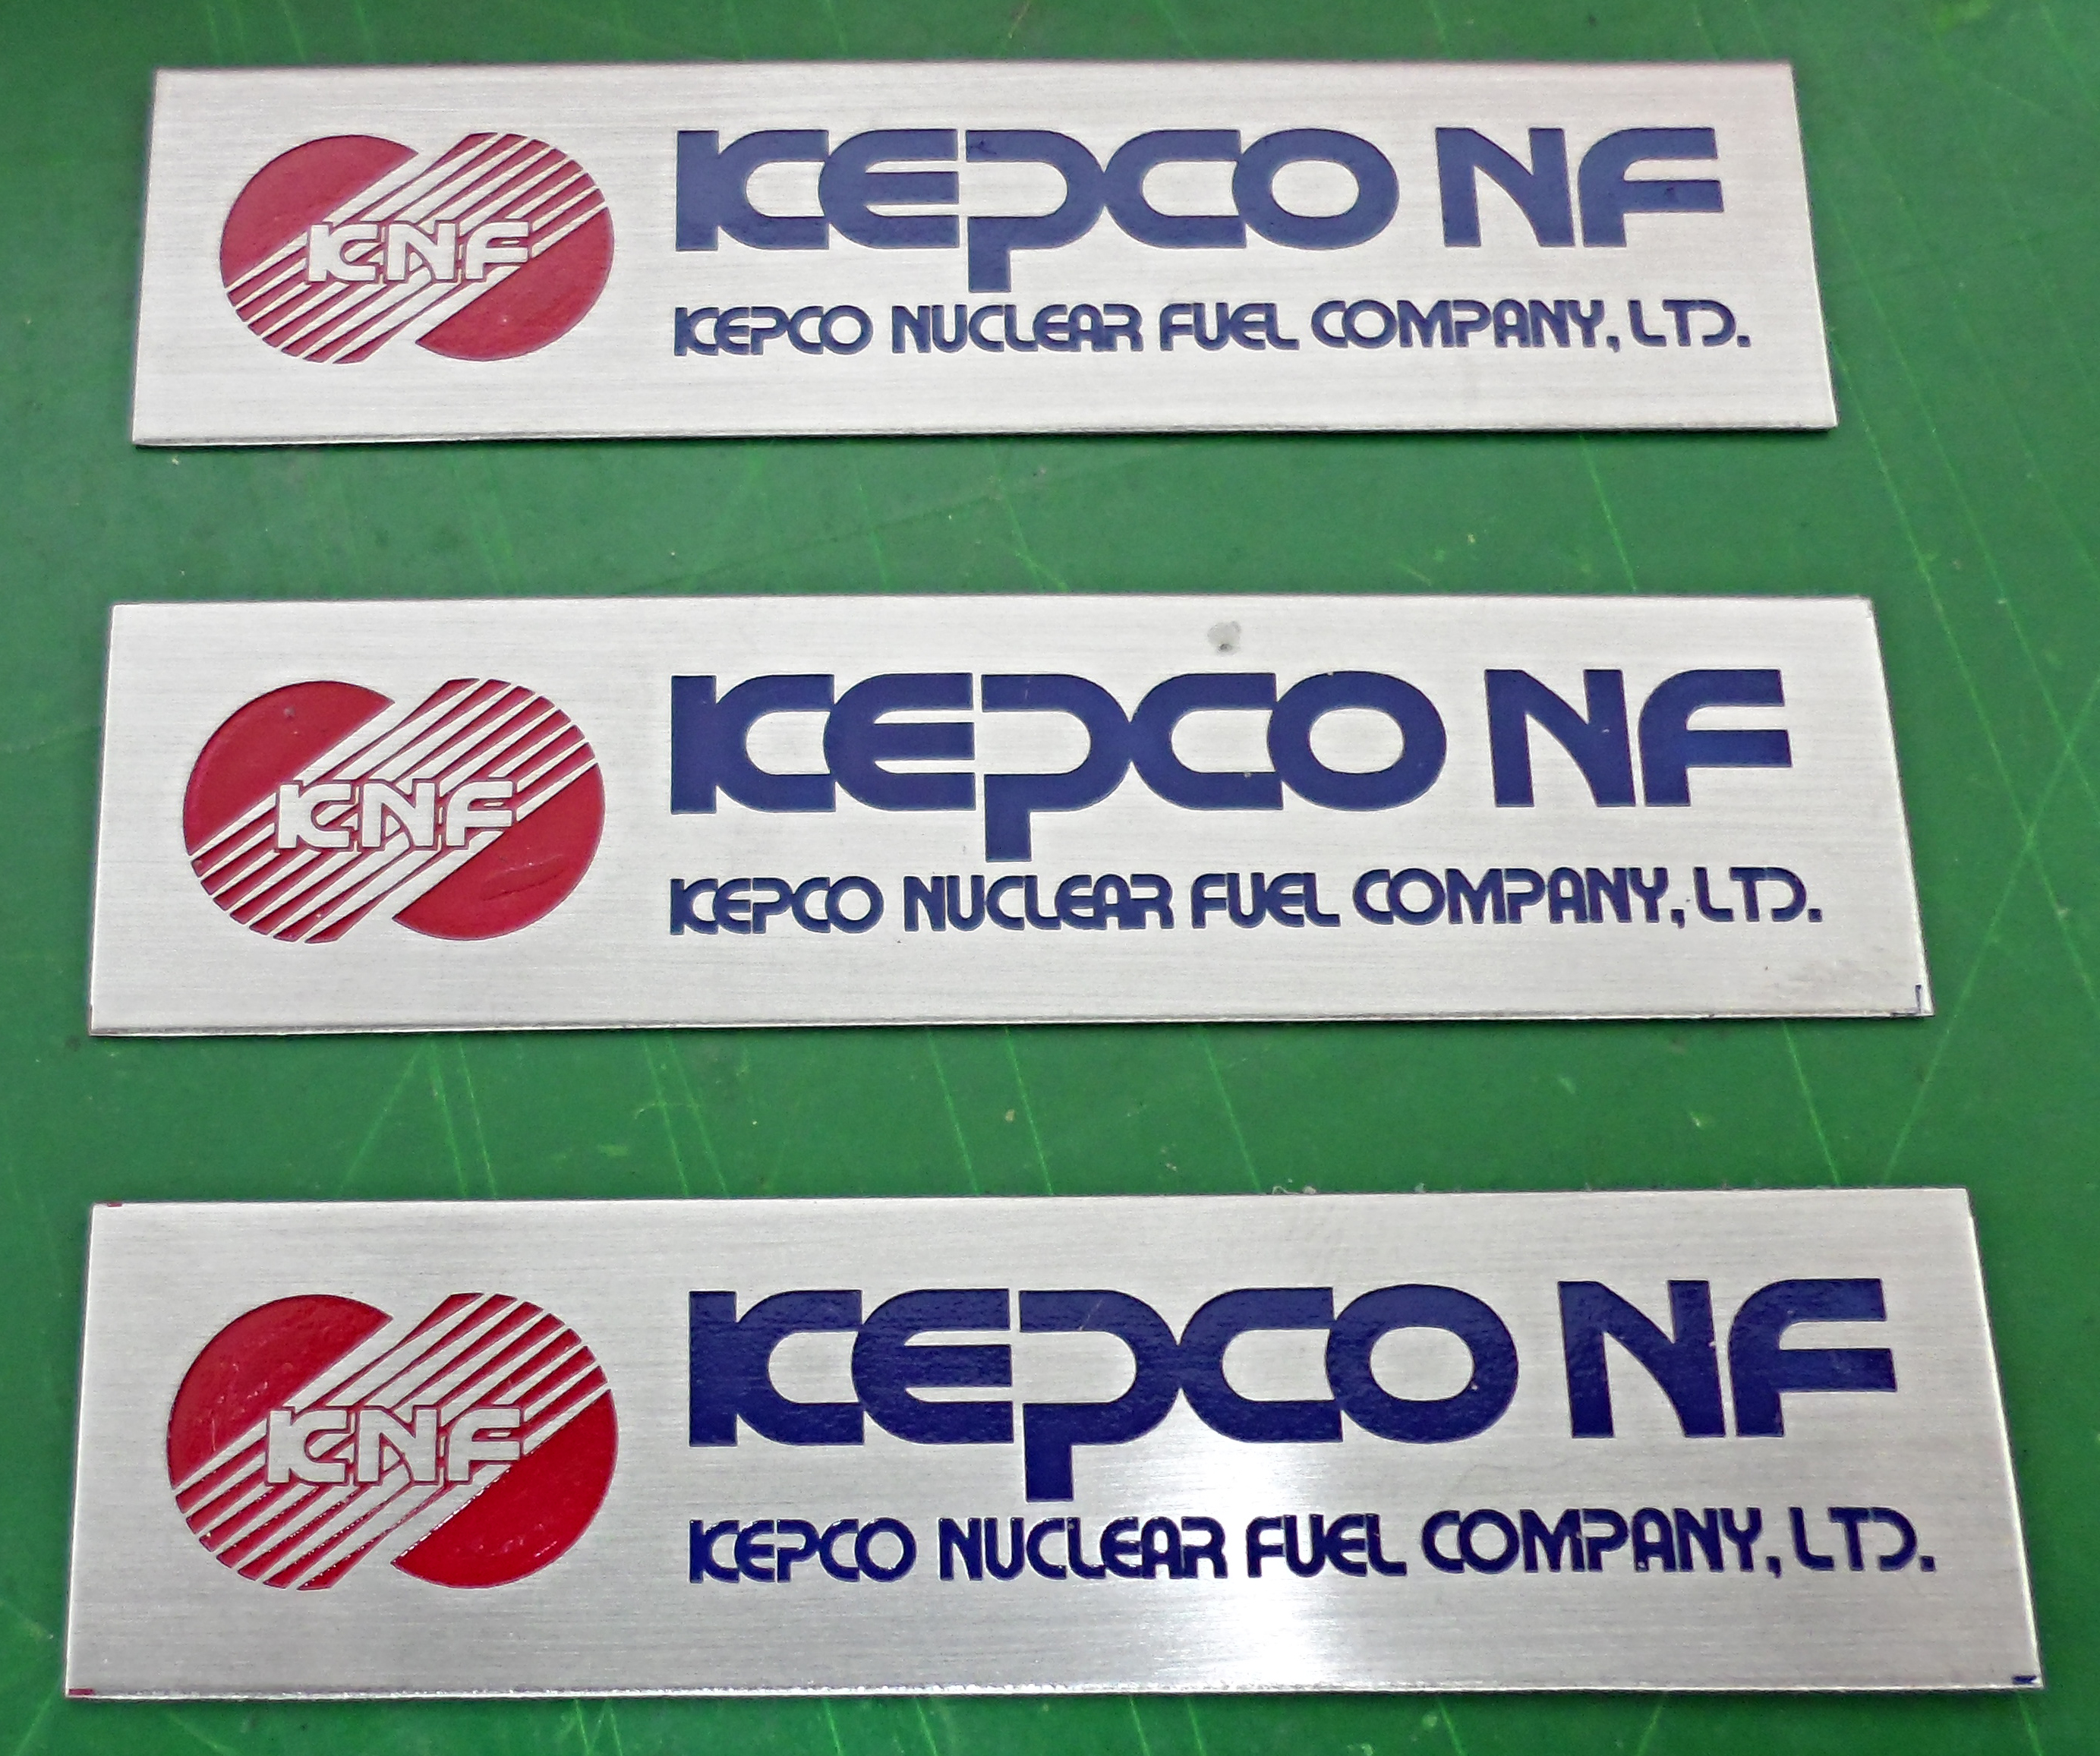 KNF
KEPCO NF
KEPCO NUCLEAR FUEL COMPANY, LTD.
KNF
KEPCO NF
KEPCO NUCLEAR FUEL COMPANY, LTD.
KNF
KEPCO NF
KEPCO NUCLEAR FUEL COMPANY, LTD.